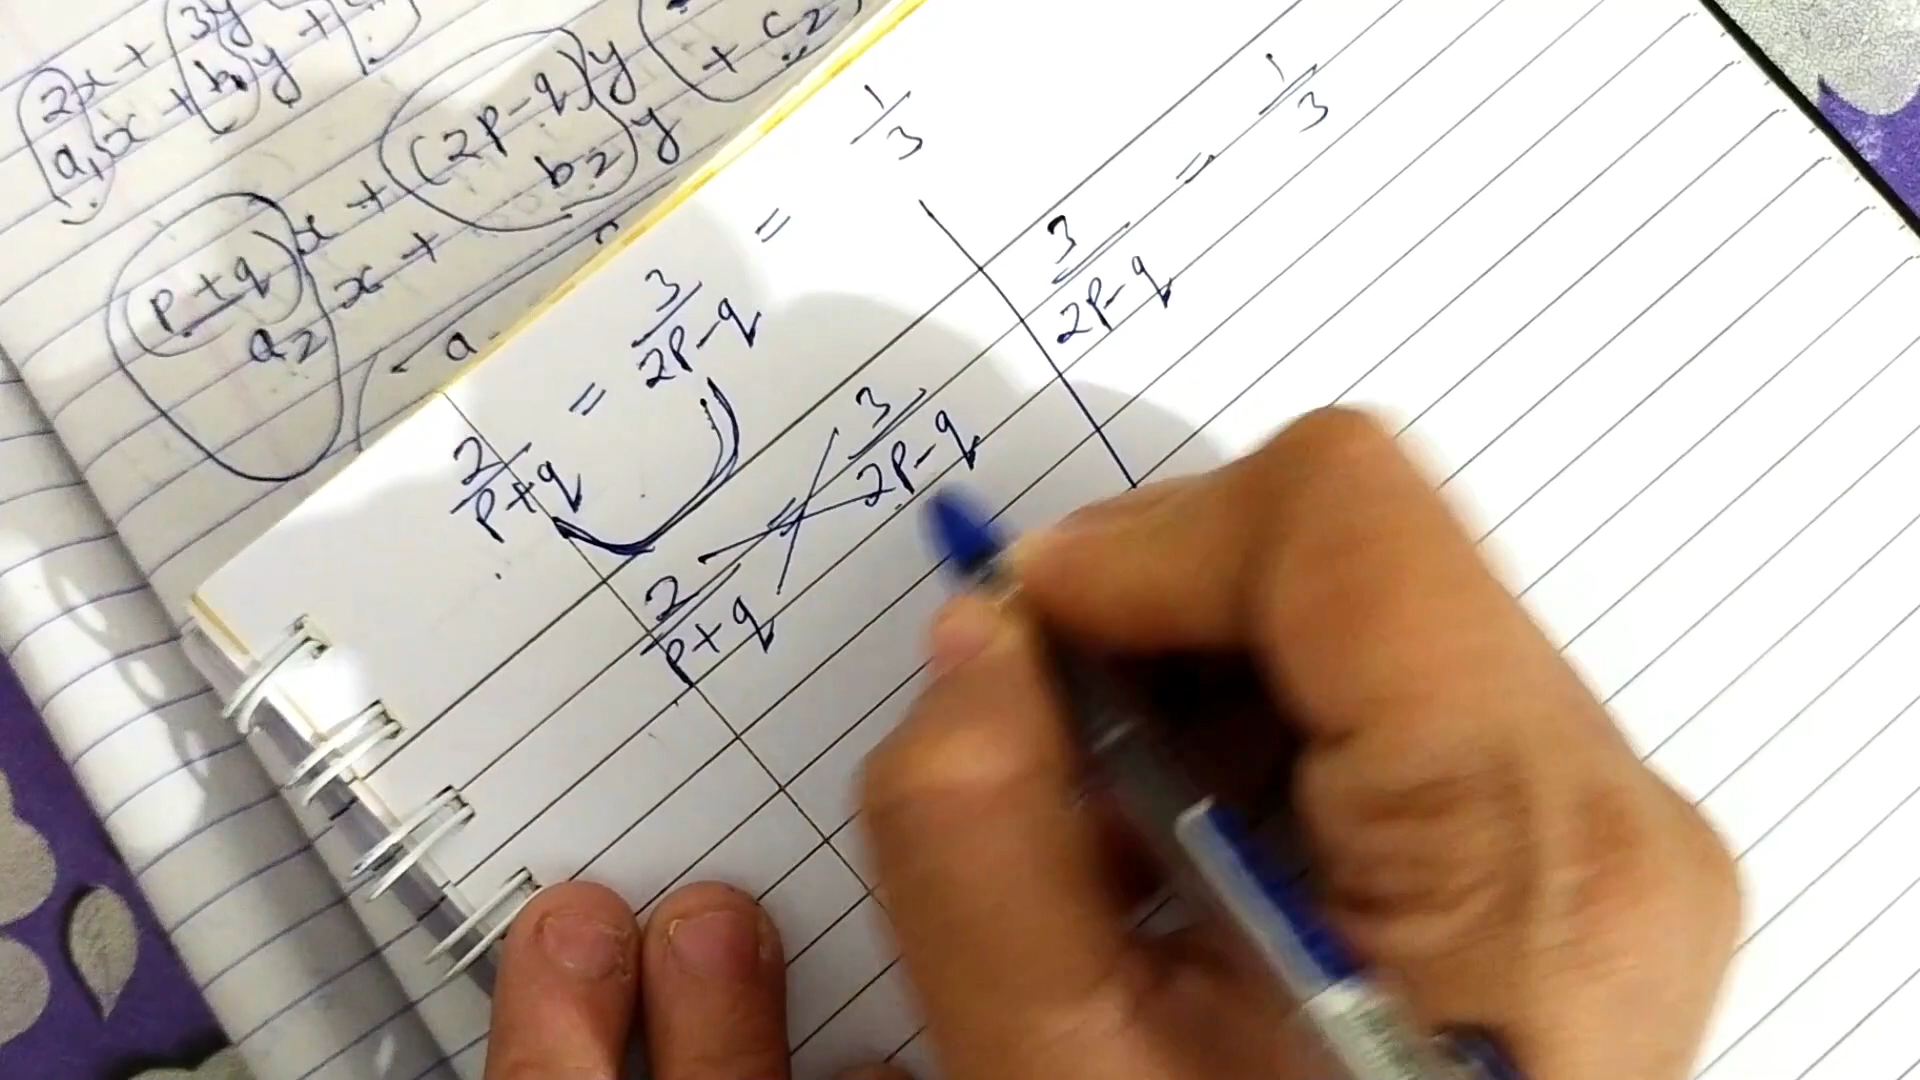 2x + 3y
a₁x + b₁y +
(p+q)x + (2p-q)y
a₂x + b₂y + c₂
a
2/(p+q) = 3/(2p-q) = 1/3
2/(p+q) = 3/(2p-q)
3/(2p-q) = 1/3